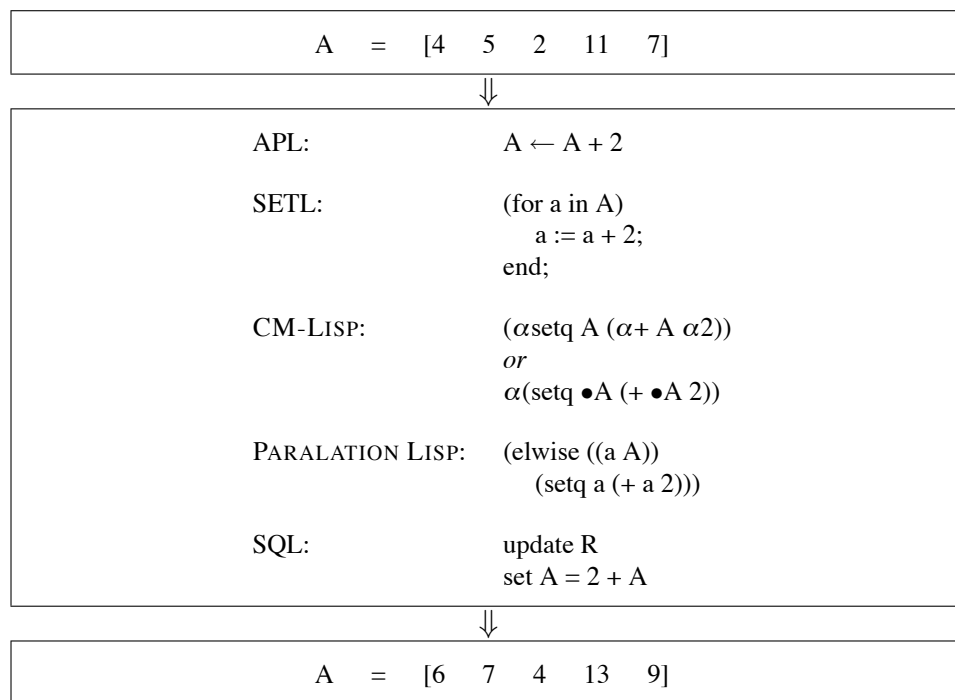 A = [4 5 2 11 7]
⇓
APL: A ← A + 2
SETL: (for a in A)
a := a + 2;
end;
CM-LISP: (αsetq A (α+ A α2))
or
α(setq •A (+ •A 2))
PARALATION LISP: (elwise ((a A))
(setq a (+ a 2)))
SQL: update R
set A = 2 + A
⇓
A = [6 7 4 13 9]